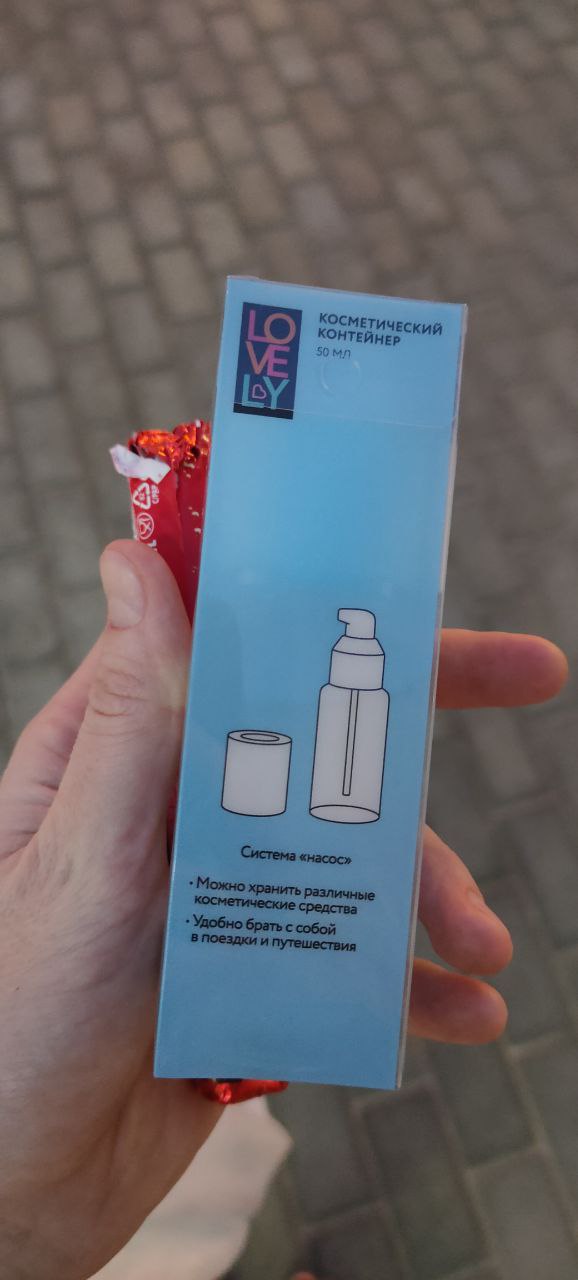 LO
VE
LY
КОСМЕТИЧЕСКИЙ
КОНТЕЙНЕР
50 МЛ
Система «насос»
• Можно хранить различные
косметические средства
• Удобно брать с собой
в поездки и путешествия